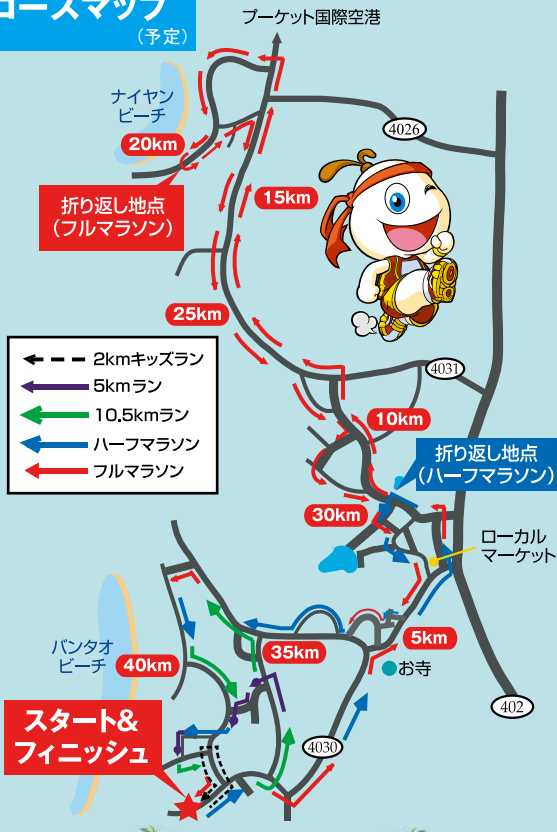 コースマップ
（予定）
プーケット国際空港
ナイヤン
ビーチ
4026
20km
折り返し地点
（フルマラソン）
15km
25km
2kmキッズラン
5kmラン
10.5kmラン
ハーフマラソン
フルマラソン
4031
10km
折り返し地点
（ハーフマラソン）
30km
ローカル
マーケット
5km
35km
バンタオ
ビーチ
40km
お寺
402
スタート&
フィニッシュ
4030